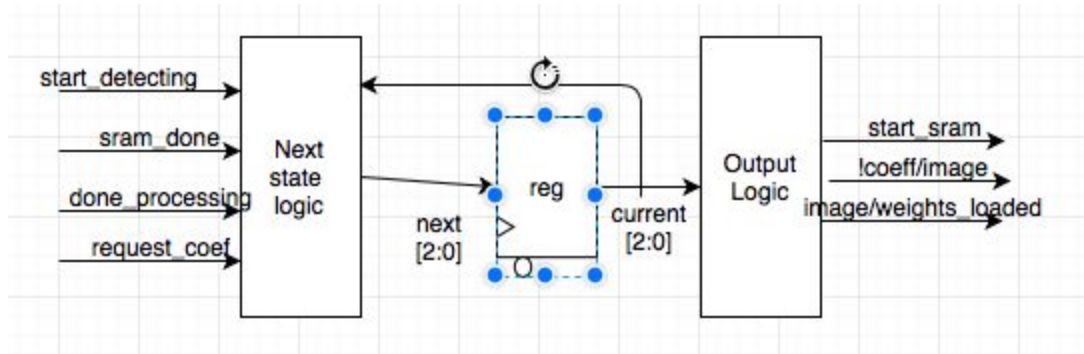 start_detecting
sram_done
done_processing
request_coef
Next
state
logic
next
[2:0]
reg
current
[2:0]
Output
Logic
start_sram
!coeff/image
image/weights_loaded